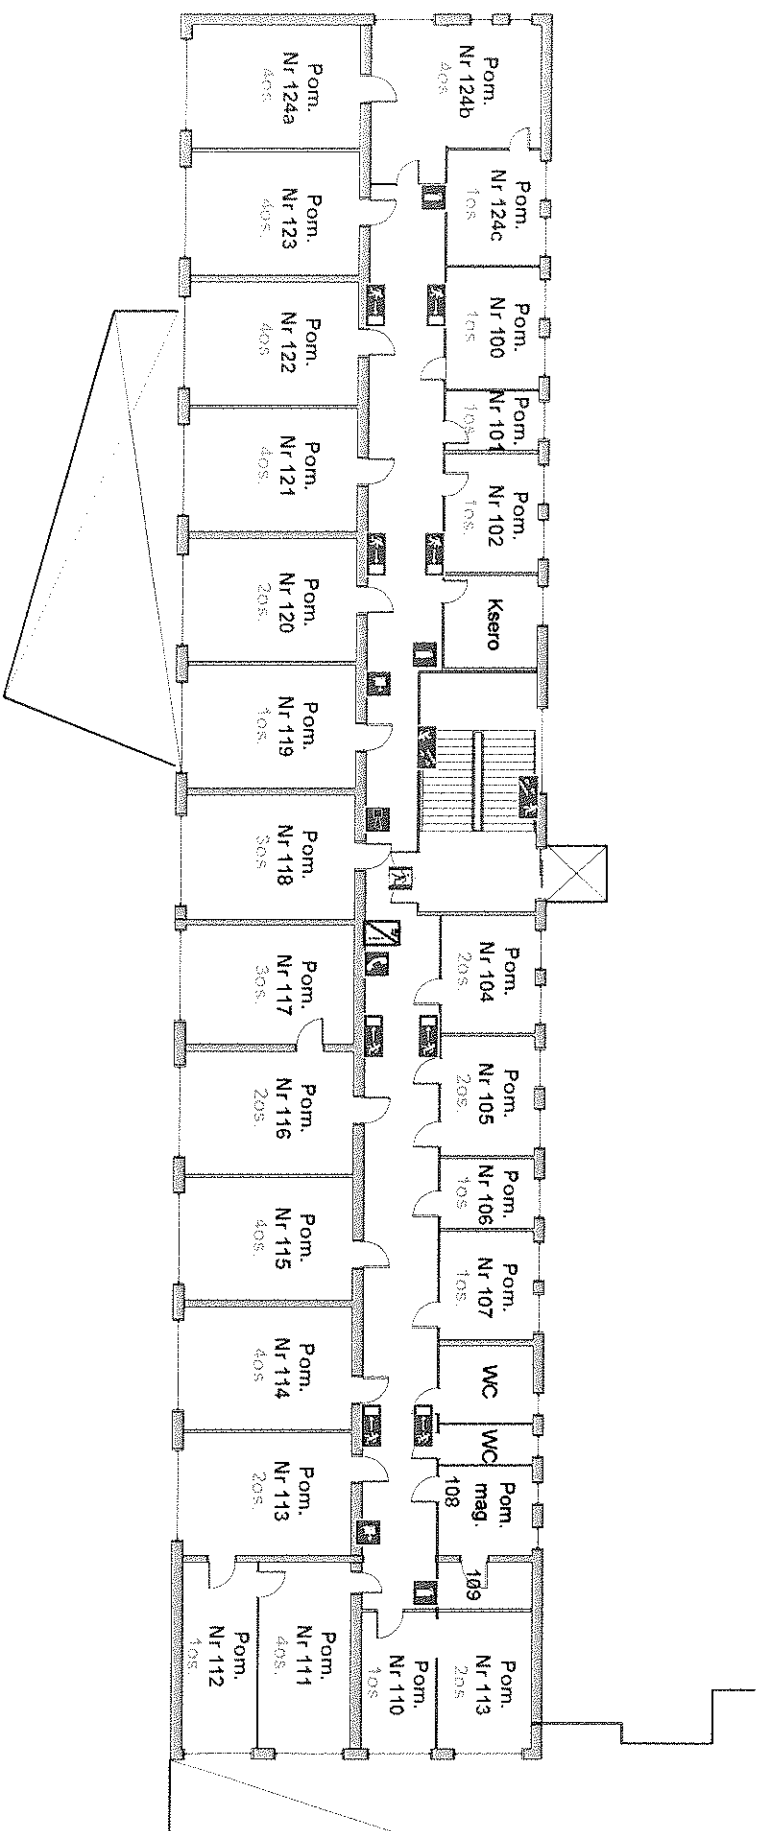 Pom.
Nr 124a
4os.
Pom.
Nr 123
4os.
Pom.
Nr 122
4os.
Pom.
Nr 121
4os.
Pom.
Nr 120
2os.
Pom.
Nr 119
1os.
Pom.
Nr 118
3os.
Pom.
Nr 117
3os.
Pom.
Nr 116
2os.
Pom.
Nr 115
4os.
Pom.
Nr 114
4os
Pom.
Nr 113
2os.
Pom.
Nr 112
1os.
Pom.
Nr 111
4os.
Pom.
Nr 124b
4os.
Pom.
Nr 124c
1os.
Pom.
Nr 100
1os.
Pom.
Nr 101
1os.
Pom.
Nr 102
1os.
Ksero
Pom.
Nr 104
2os.
Pom.
Nr 105
2os.
Pom.
Nr 106
1os
Pom.
Nr 107
1os.
WC
WC
Pom.
mag.
108
109
Pom.
Nr 110
1os
Pom.
Nr 113
2os